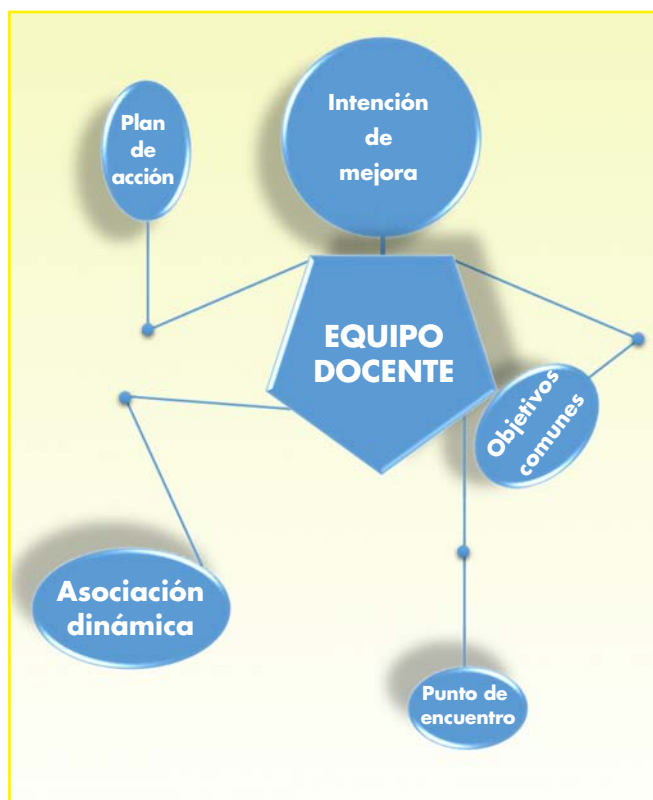 Plan
de
acción
Intención
de
mejora
EQUIPO
DOCENTE
Objetivos
comunes
Asociación
dinámica
Punto de
encuentro